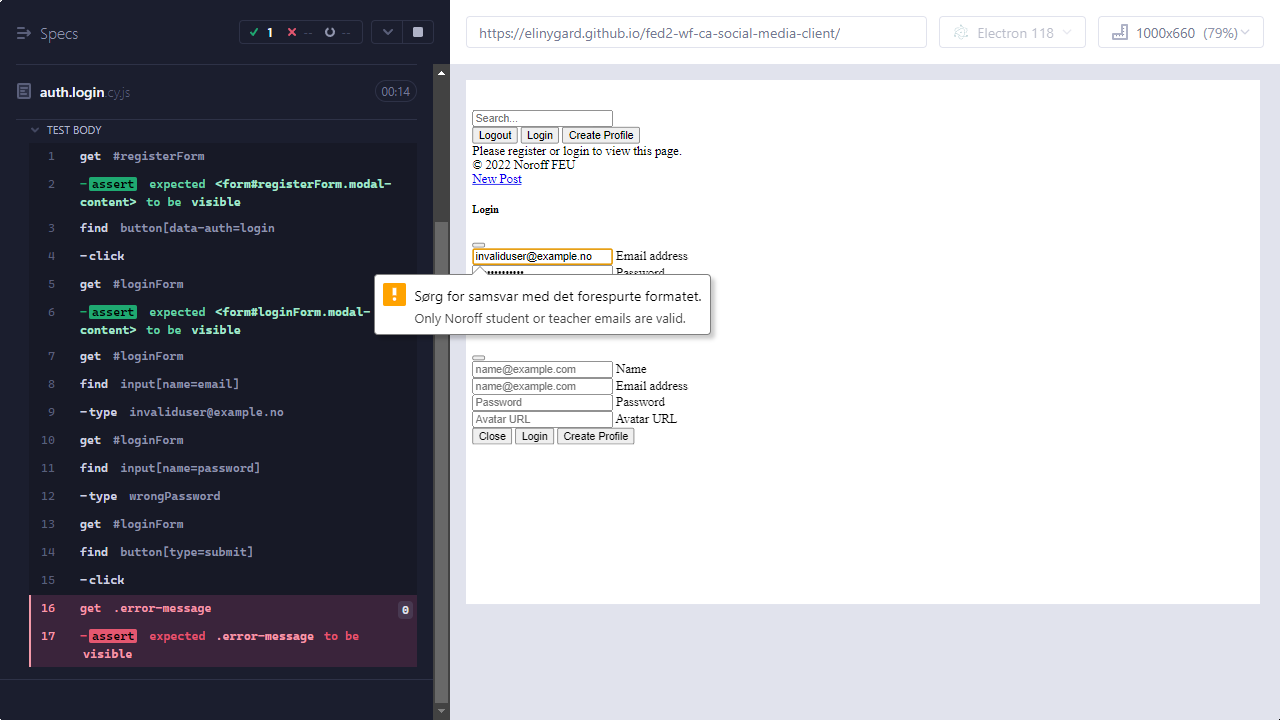 Specs
1
--
--
https://elinygard.github.io/fed2-wf-ca-social-media-client/
Electron 118
1000x660 (79%)
auth.login.cy.js
00:14
TEST BODY
1 get #registerForm
2 -assert expected <form#registerForm.modal-
content> to be visible
3 find button[data-auth=login
4 -click
5 get #loginForm
6 -assert expected <form#loginForm.modal-
content> to be visible
7 get #loginForm
8 find input[name=email]
9 -type invaliduser@example.no
10 get #loginForm
11 find input[name=password]
12 -type wrongPassword
13 get #loginForm
14 find button[type=submit]
15 -click
16 get .error-message 0
17 -assert expected .error-message to be
visible
Search...
Logout Login Create Profile
Please register or login to view this page.
© 2022 Noroff FEU
New Post
Login
invaliduser@example.no Email address
Password
Sørg for samsvar med det forespurte formatet.
Only Noroff student or teacher emails are valid.
name@example.com Name
name@example.com Email address
Password Password
Avatar URL Avatar URL
Close Login Create Profile